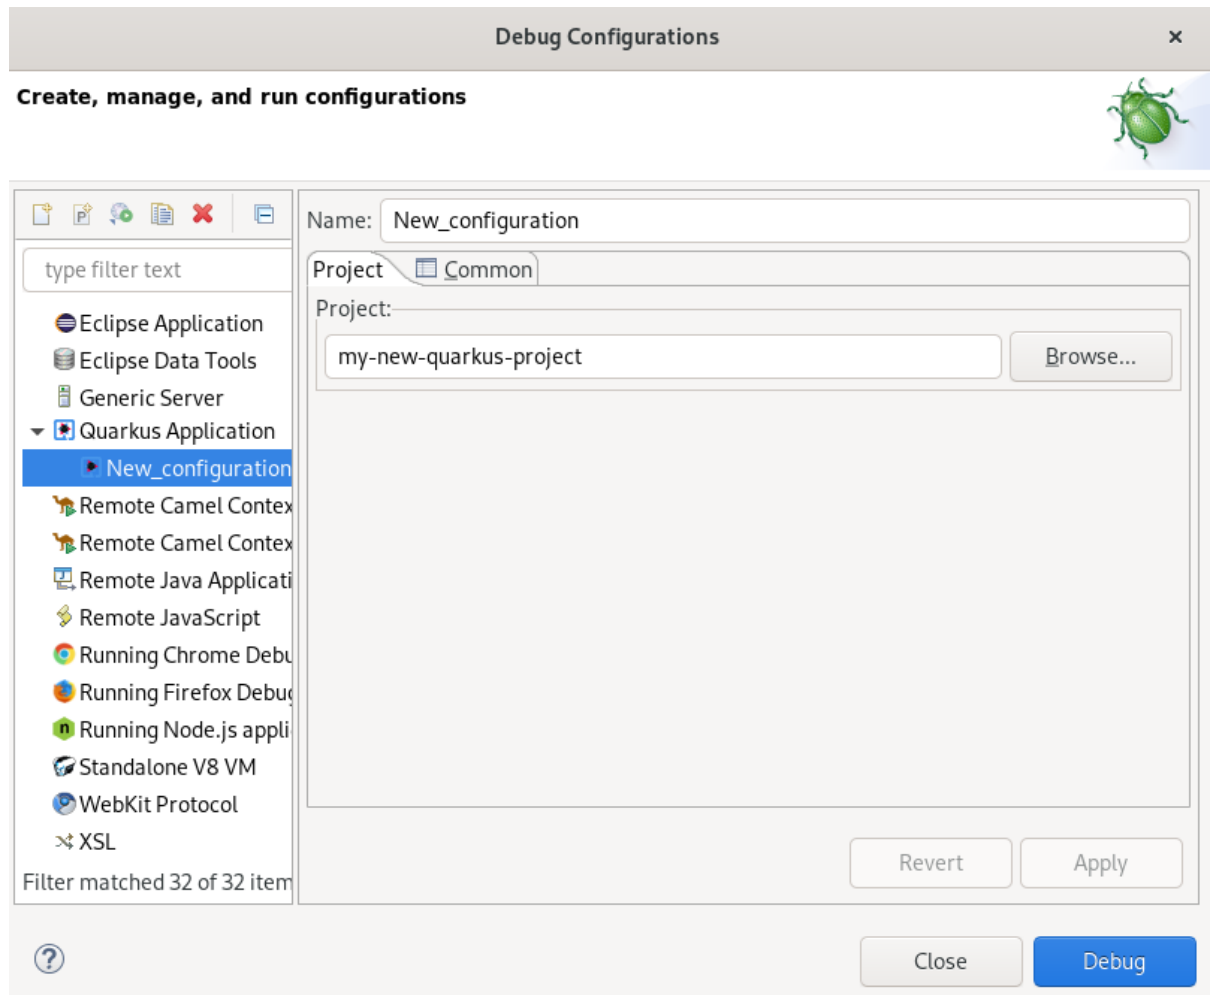 Debug Configurations
Create, manage, and run configurations
Name: New_configuration
type filter text
Project Common
Project:
my-new-quarkus-project Browse...
Eclipse Application
Eclipse Data Tools
Generic Server
Quarkus Application
New_configuration
Remote Camel Contex
Remote Camel Contex
Remote Java Applicati
Remote JavaScript
Running Chrome Debu
Running Firefox Debug
Running Node.js appli
Standalone V8 VM
WebKit Protocol
XSL
Filter matched 32 of 32 item
Revert Apply
Close Debug